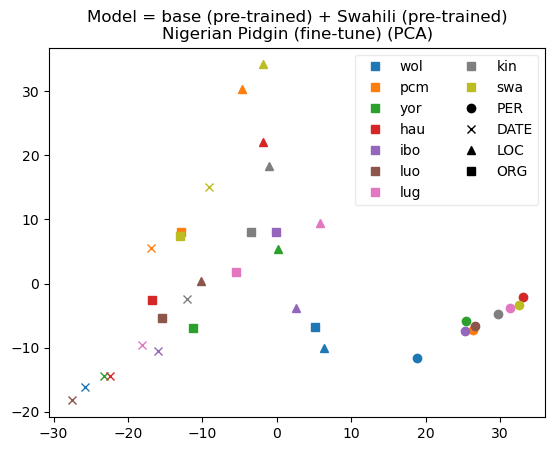 Model = base (pre-trained) + Swahili (pre-trained)
Nigerian Pidgin (fine-tune) (PCA)
wol
pcm
yor
hau
ibo
luo
lug
kin
swa
PER
DATE
LOC
ORG
30
20
10
0
−10
−20
−30
−20
−10
0
10
20
30